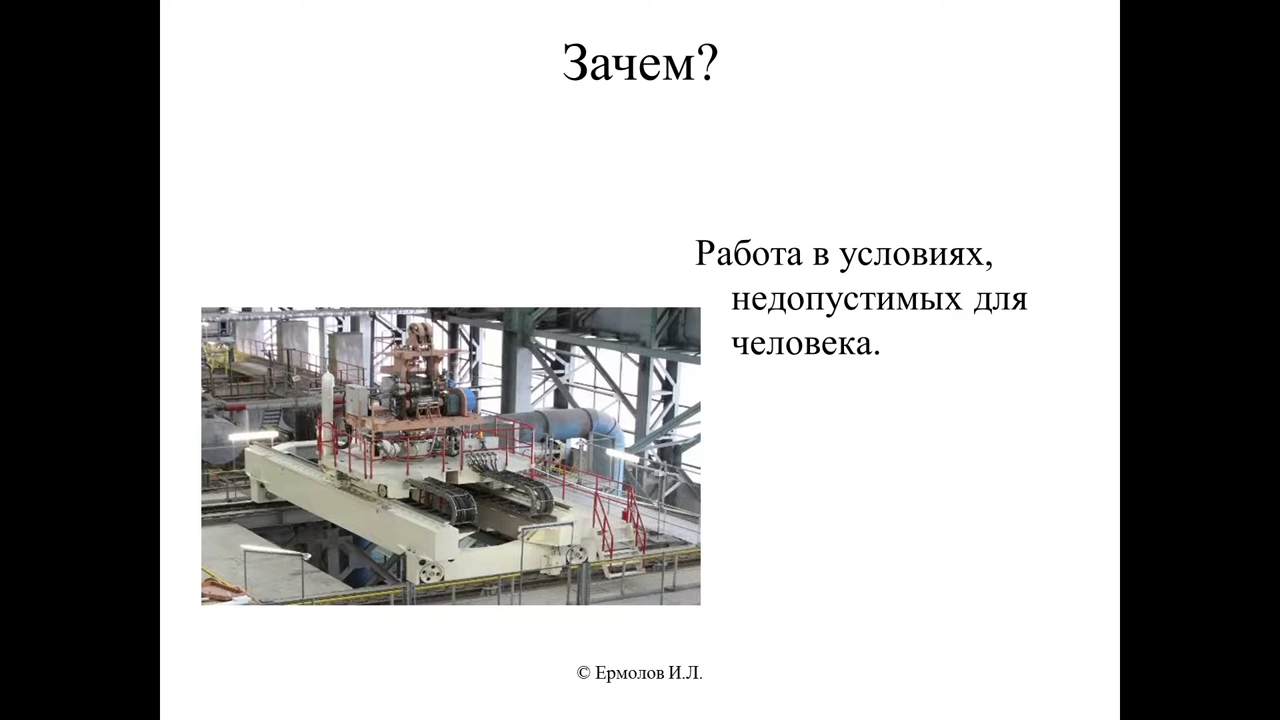 Зачем?
Работа в условиях,
недопустимых для
человека.
© Ермолов И.Л.